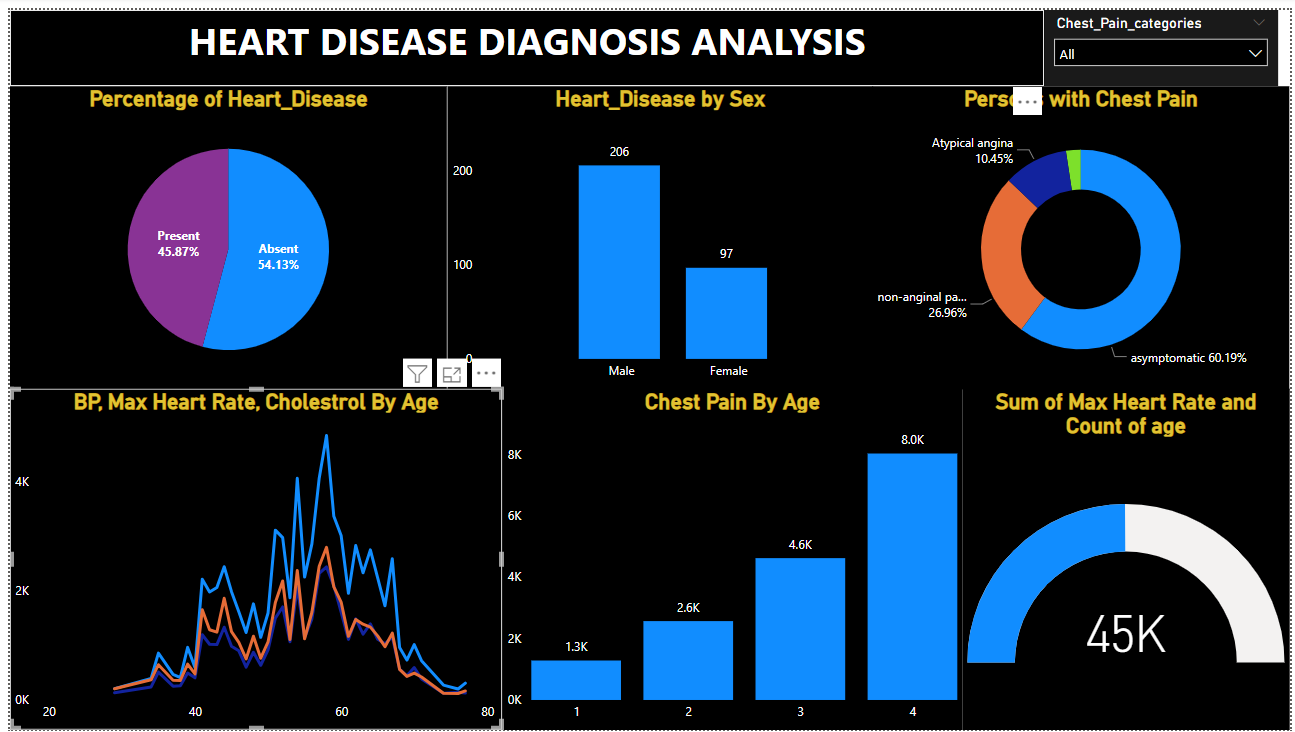 HEART DISEASE DIAGNOSIS ANALYSIS
Chest_Pain_categories
All
Percentage of Heart_Disease
Present
45.87%
Absent
54.13%
Heart_Disease by Sex
200
100
0
206
97
Male
Female
with Chest Pain
Atypical angina
10.45%
non-anginal pa...
26.96%
asymptomatic 60.19%
BP, Max Heart Rate, Cholestrol By Age
4K
2K
0K
20 40 60 80
Chest Pain By Age
8K
6K
4K
2K
0K
1.3K
2.6K
4.6K
8.0K
1 2 3 4
Sum of Max Heart Rate and
Count of age
45K